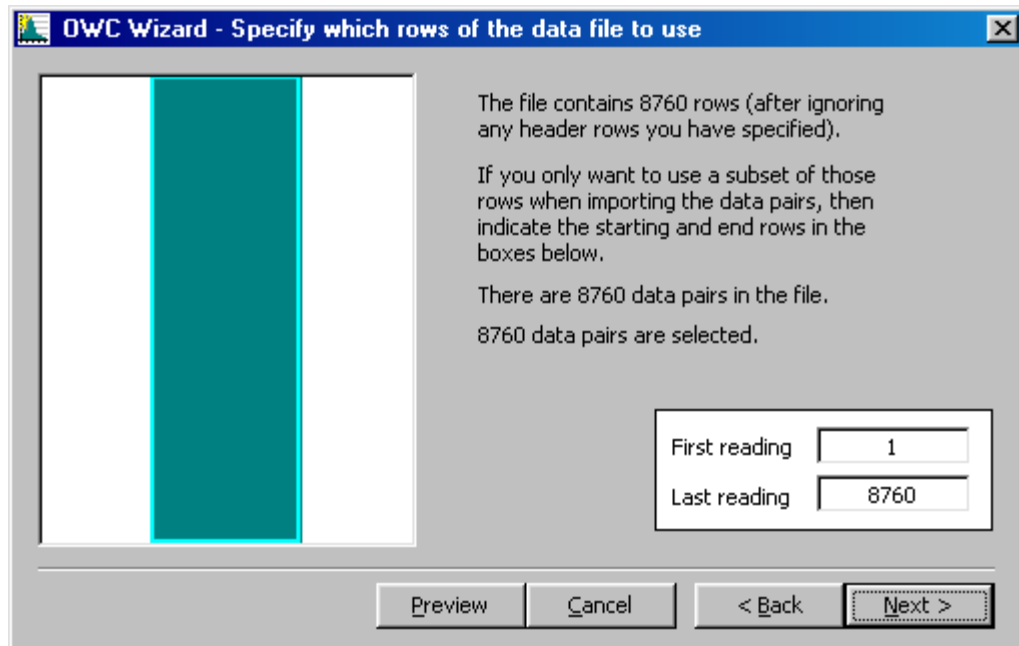 OWC Wizard - Specify which rows of the data file to use
The file contains 8760 rows (after ignoring
any header rows you have specified).
If you only want to use a subset of those
rows when importing the data pairs, then
indicate the starting and end rows in the
boxes below.
There are 8760 data pairs in the file.
8760 data pairs are selected.
First reading 1
Last reading 8760
Preview Cancel < Back Next >